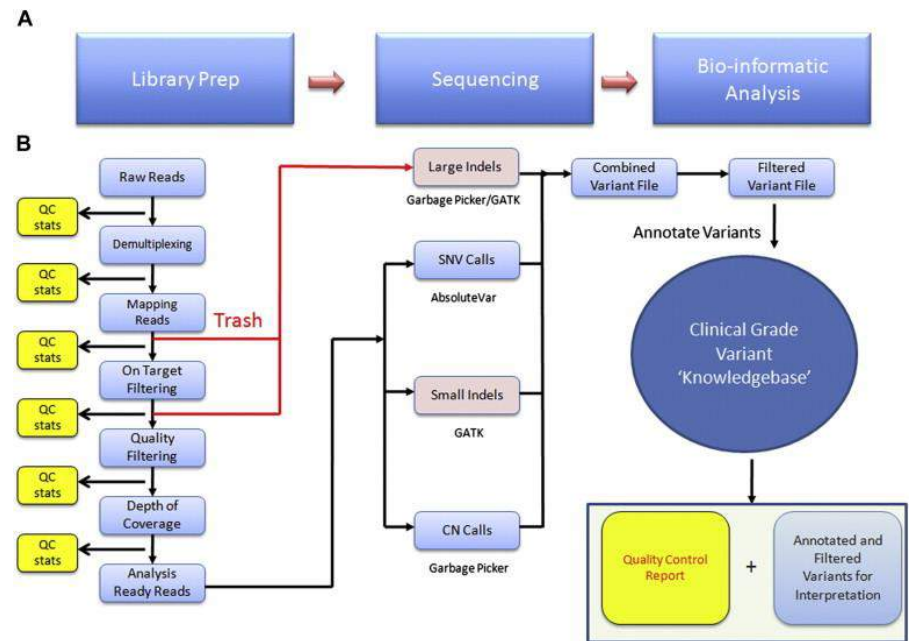 A
Library Prep
Sequencing
Bio-informatic
Analysis
B
Raw Reads
QC
stats
Demultiplexing
QC
stats
Mapping
Reads
Trash
QC
stats
On Target
Filtering
QC
stats
Quality
Filtering
QC
stats
Depth of
Coverage
QC
stats
Analysis
Ready Reads
Large Indels
Garbage Picker/GATK
SNV Calls
AbsoluteVar
Small Indels
GATK
CN Calls
Garbage Picker
Combined
Variant File
Filtered
Variant File
Annotate Variants
Clinical Grade
Variant
‘Knowledgebase’
Quality Control
Report
+
Annotated and
Filtered
Variants for
Interpretation